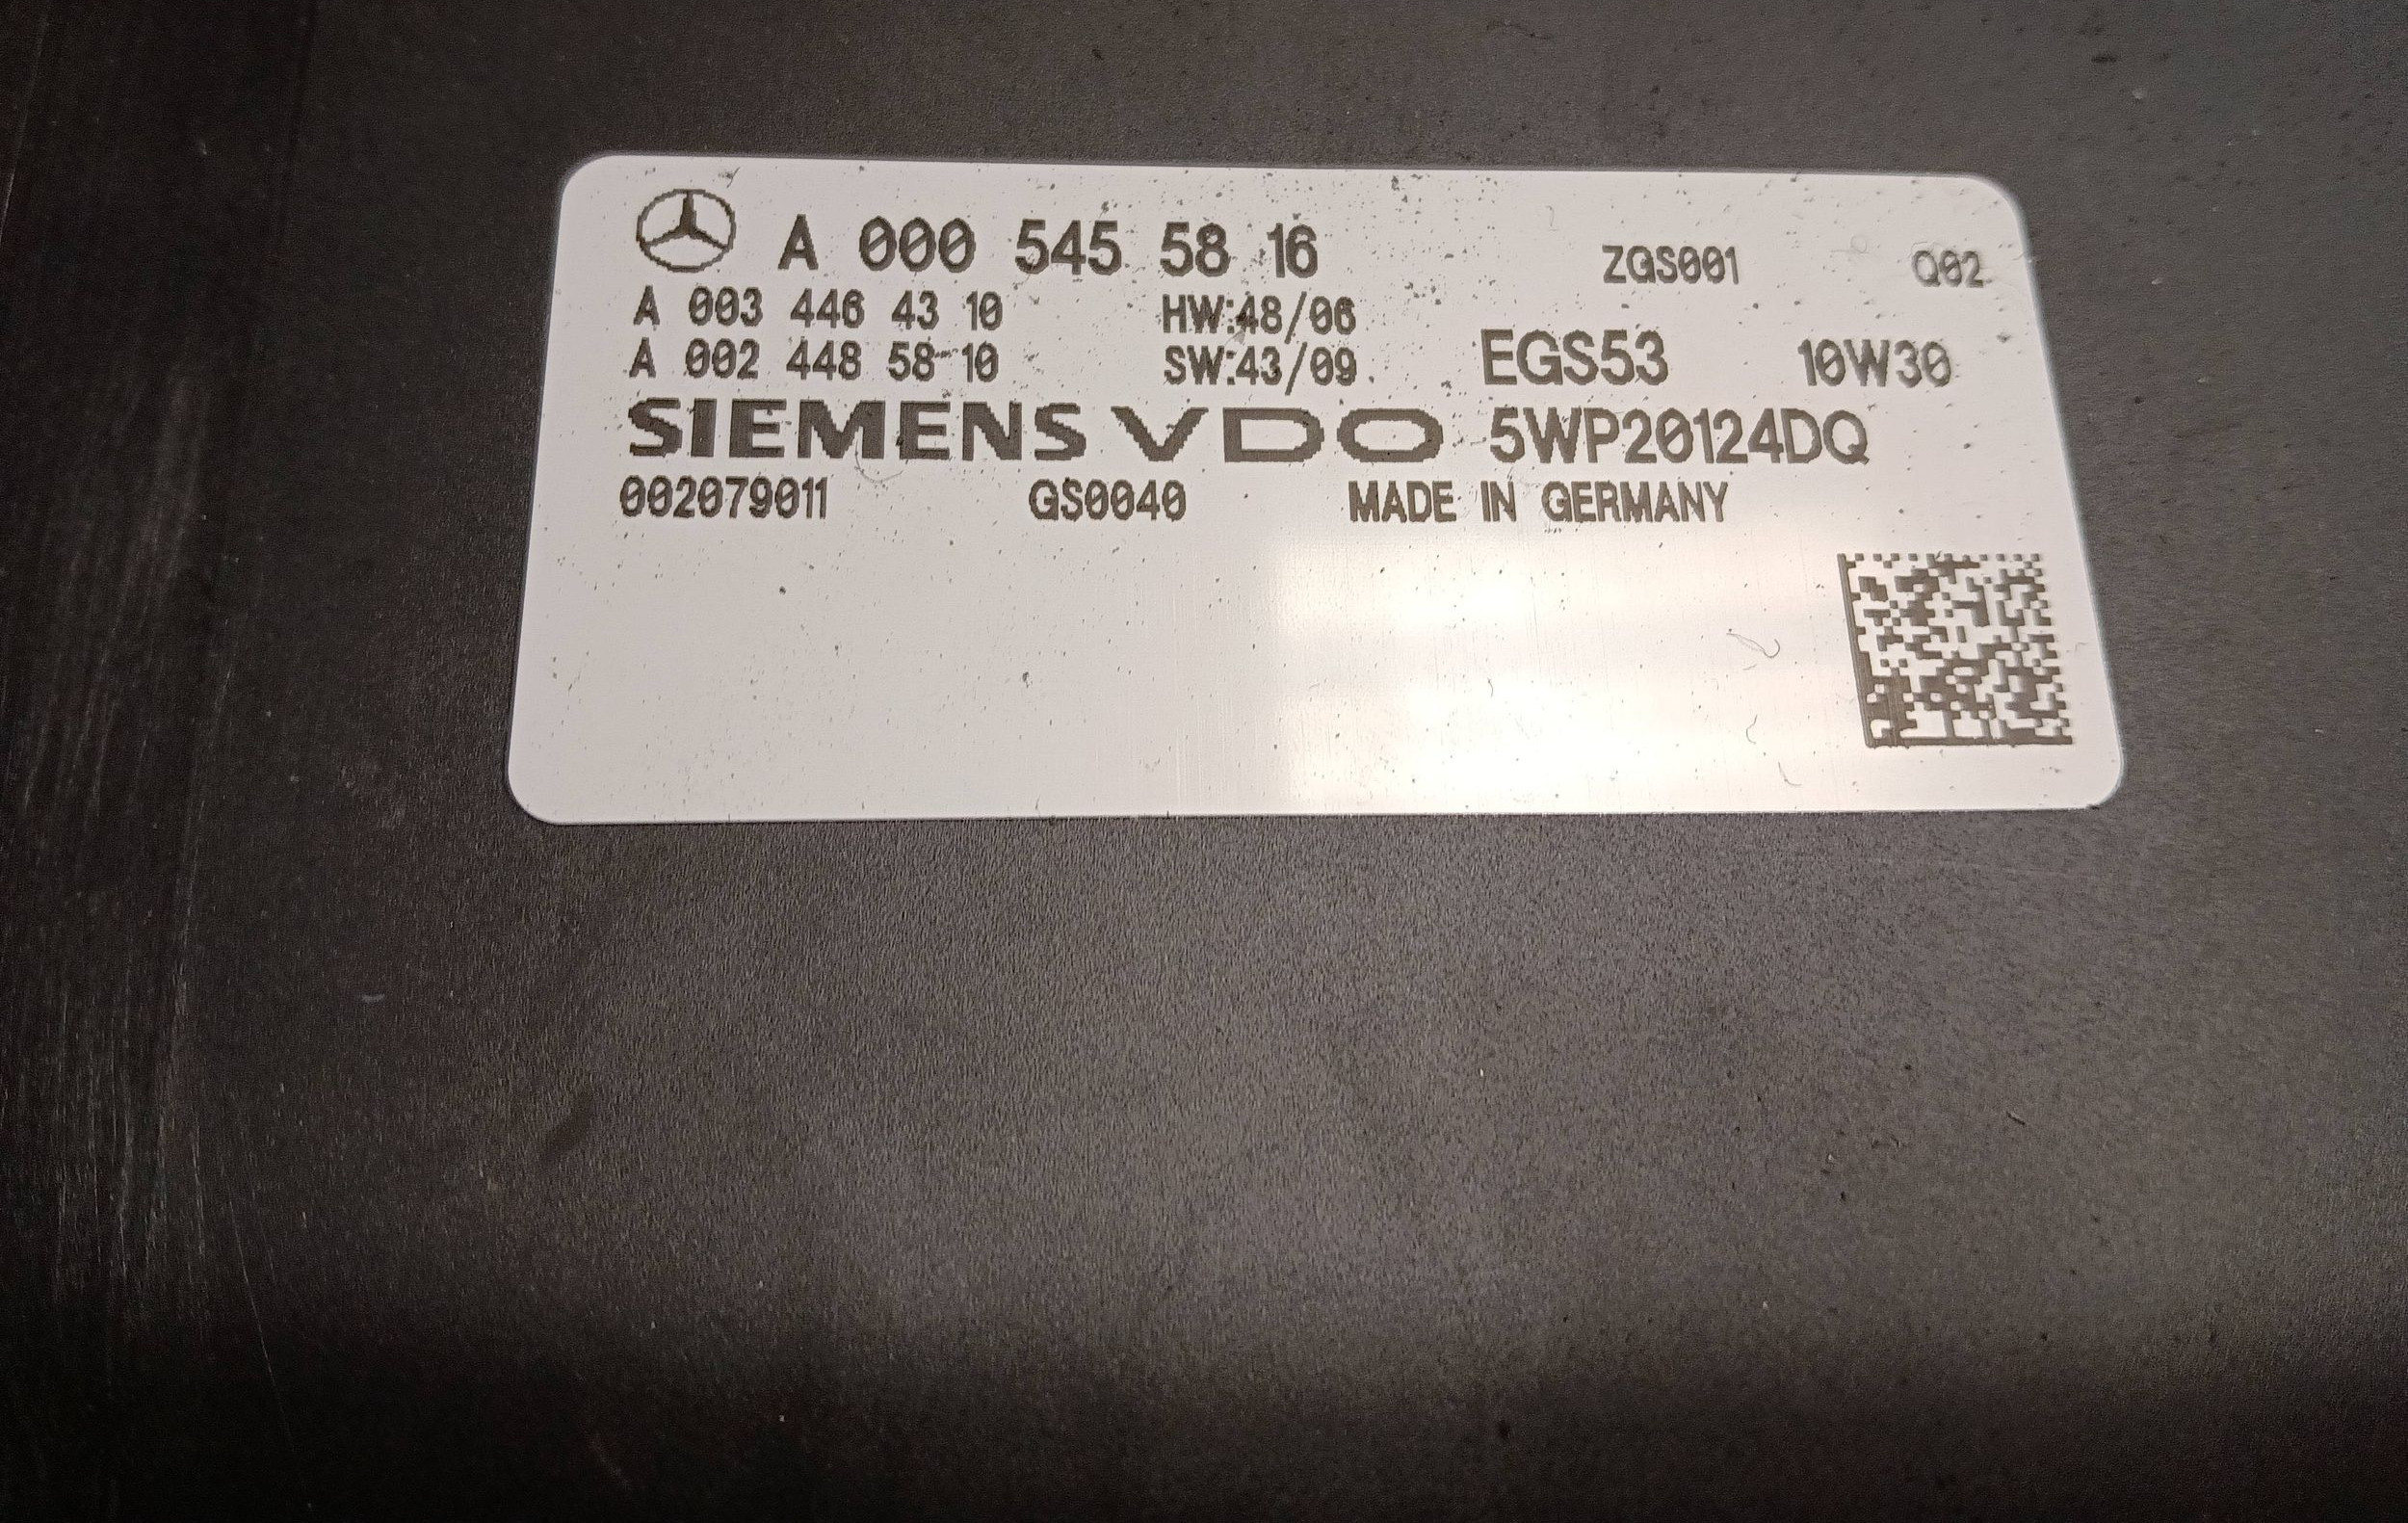 A 000 545 58 16 ZGS001 Q02
A 003 446 43 10 HW:48/06
A 002 448 58 10 SW:43/09 EGS53 10W30
SIEMENS VDO 5WP20124DQ
002079011 GS0040 MADE IN GERMANY